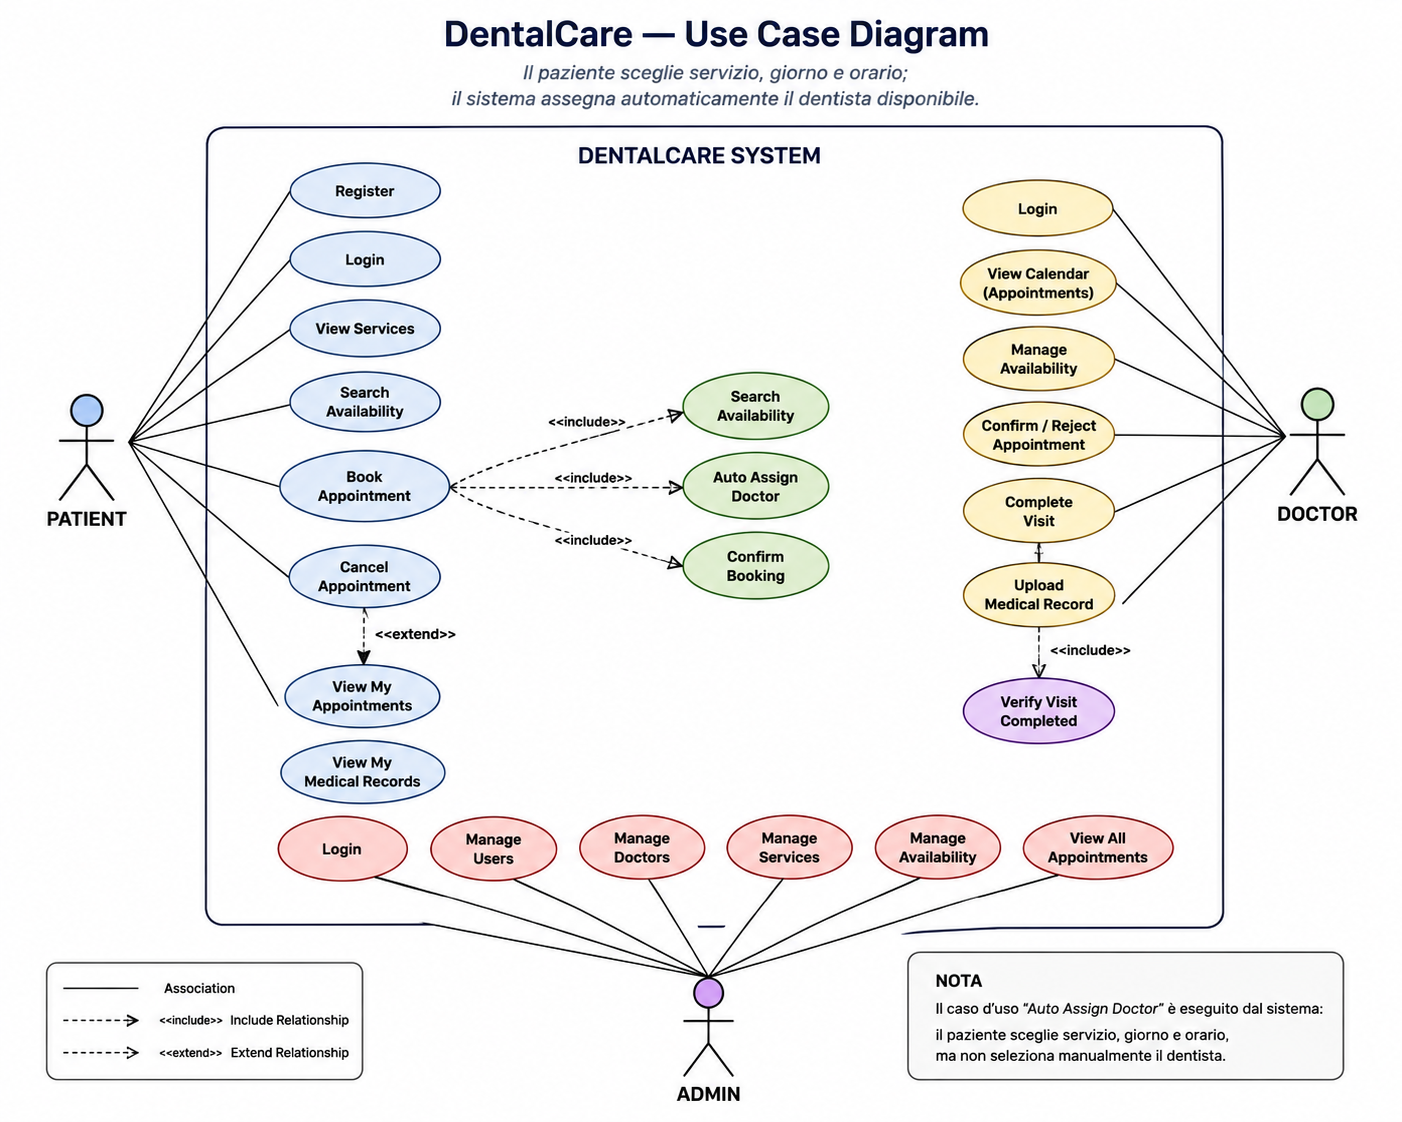 DentalCare — Use Case Diagram
Il paziente sceglie servizio, giorno e orario;
il sistema assegna automaticamente il dentista disponibile.
DENTALCARE SYSTEM
Register
Login
View Services
Search
Availability
Book
Appointment
Cancel
Appointment
<<extend>>
View My
Appointments
View My
Medical Records
PATIENT
<<include>>
<<include>>
<<include>>
Search
Availability
Auto Assign
Doctor
Confirm
Booking
Login
View Calendar
(Appointments)
Manage
Availability
Confirm / Reject
Appointment
Complete
Visit
Upload
Medical Record
<<include>>
Verify Visit
Completed
DOCTOR
Login
Manage
Users
Manage
Doctors
Manage
Services
Manage
Availability
View All
Appointments
ADMIN
Association
<<include>> Include Relationship
<<extend>> Extend Relationship
NOTA
Il caso d'uso "Auto Assign Doctor" è eseguito dal sistema:
il paziente sceglie servizio, giorno e orario,
ma non seleziona manualmente il dentista.